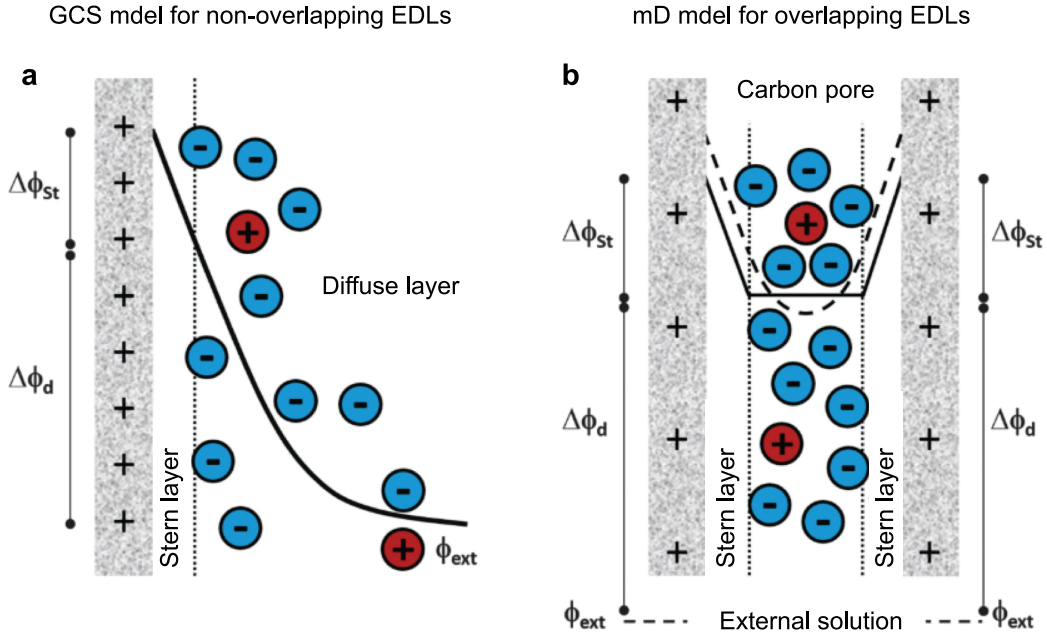 GCS mdel for non-overlapping EDLs
mD mdel for overlapping EDLs
a
b
Carbon pore
+
+
+
+
+
+
+
+
-
-
-
+
-
-
-
-
-
-
-
+
Δϕ_St
Δϕ_d
Diffuse layer
Stern layer
ϕ_ext
+
+
+
+
+
+
+
+
+
+
-
-
-
+
-
-
-
-
-
-
+
-
-
-
Δϕ_St
Δϕ_St
Δϕ_d
Δϕ_d
Stern layer
Stern layer
ϕ_ext
External solution
ϕ_ext